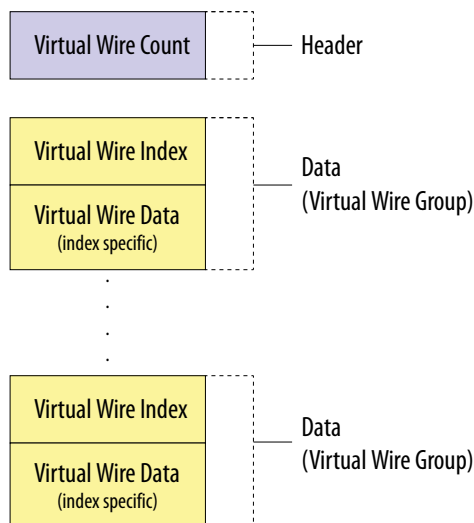 Virtual Wire Count
Header
Virtual Wire Index
Virtual Wire Data
(index specific)
Data
(Virtual Wire Group)
Virtual Wire Index
Virtual Wire Data
(index specific)
Data
(Virtual Wire Group)